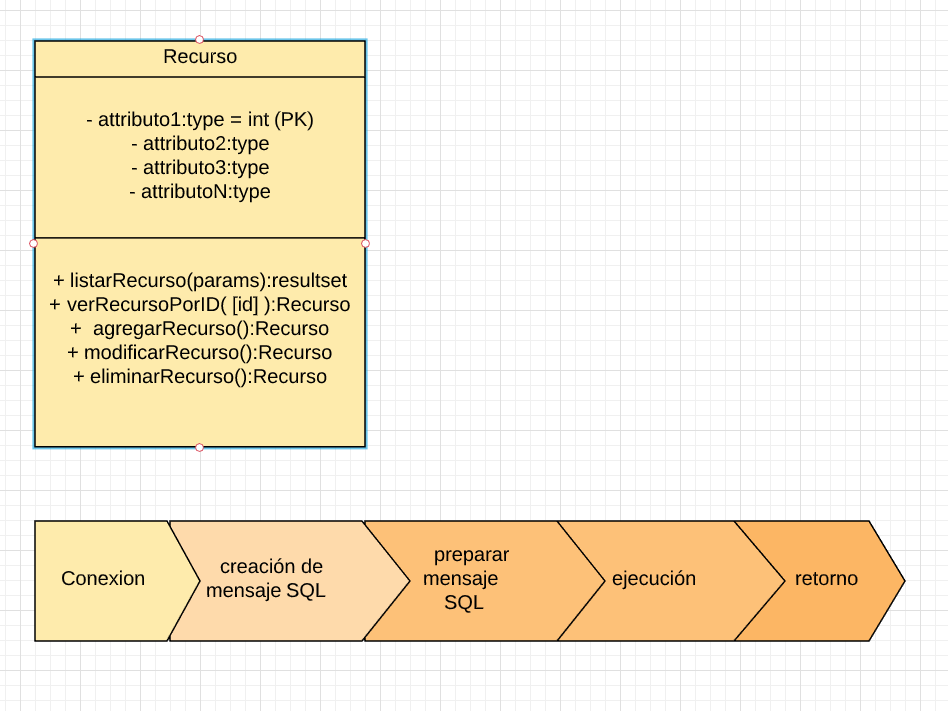 Recurso
- attributo1:type = int (PK)
- attributo2:type
- attributo3:type
- attributoN:type
+ listarRecurso(params):resultset
+ verRecursoPorID( [id] ):Recurso
+  agregarRecurso():Recurso
+ modificarRecurso():Recurso
+ eliminarRecurso():Recurso
Conexion
creación de
mensaje SQL
preparar
mensaje
SQL
ejecución
retorno